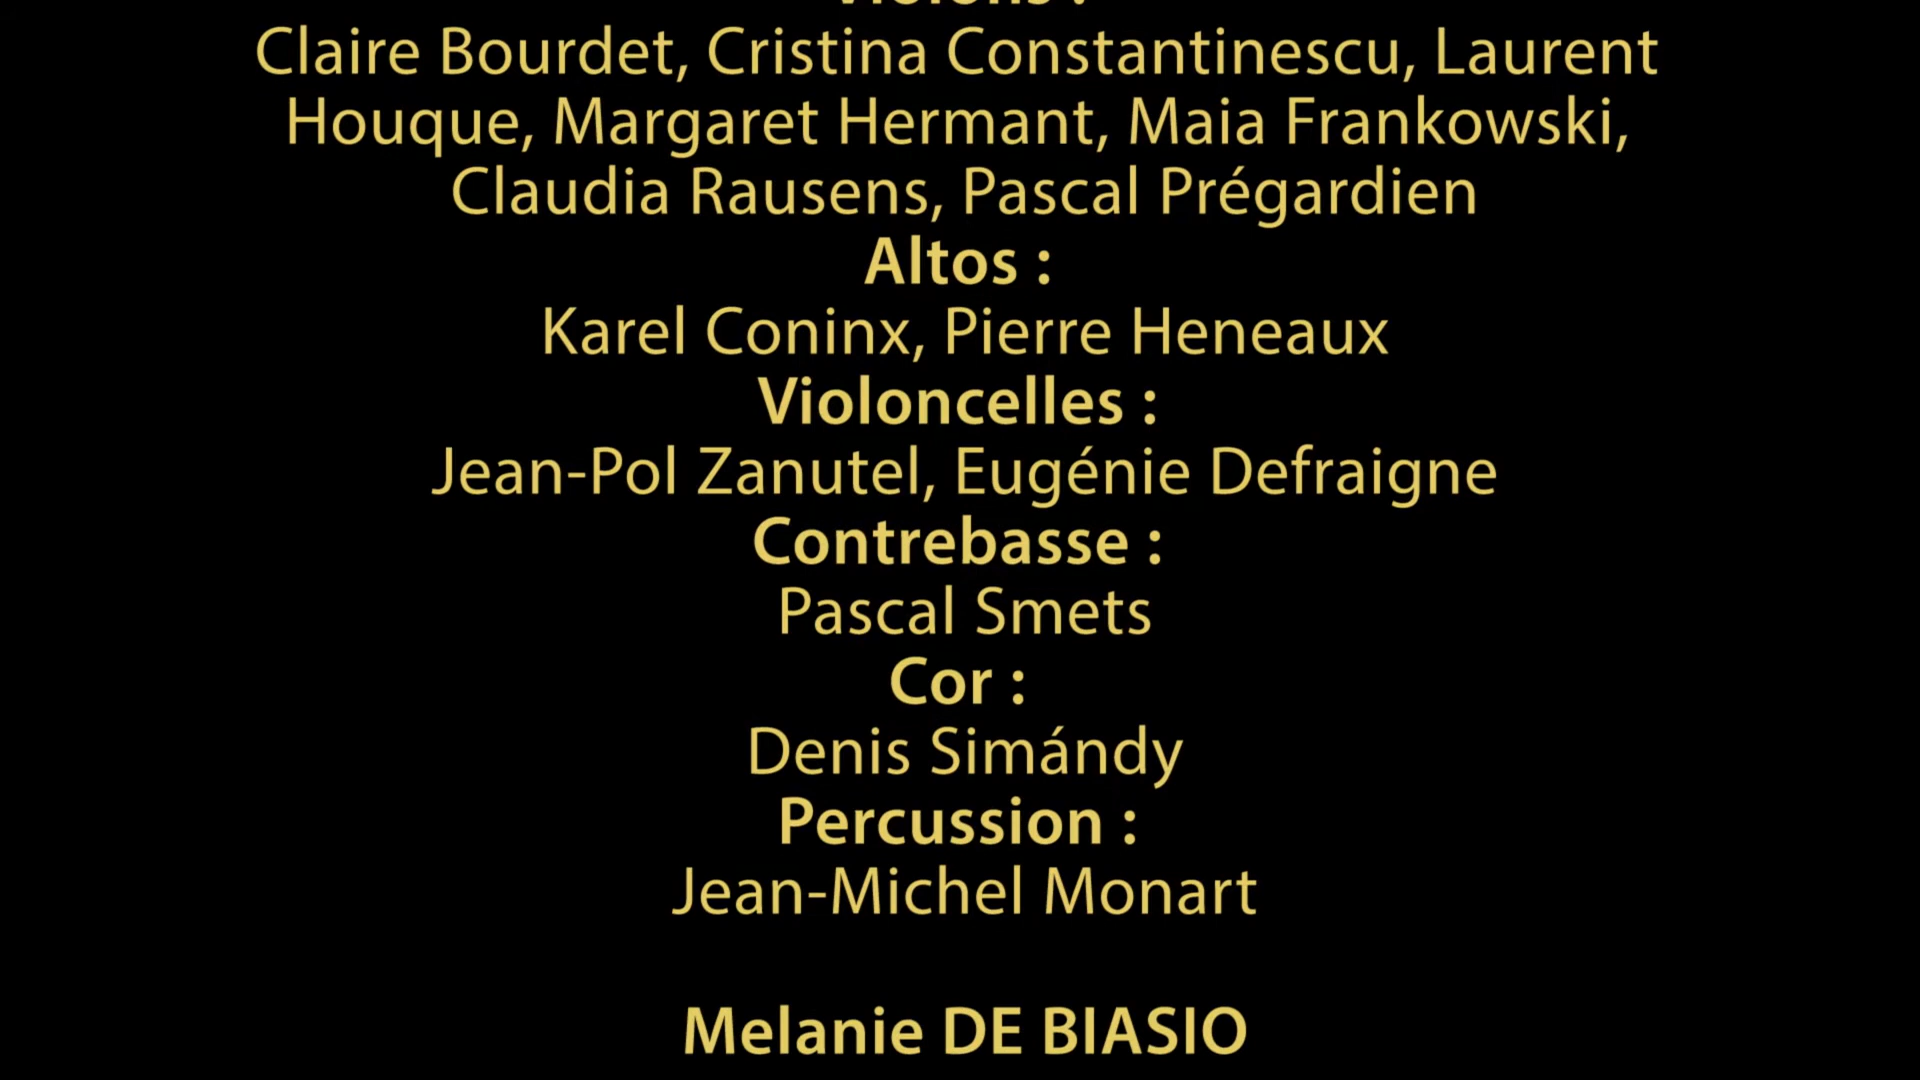 Violons :
Claire Bourdet, Cristina Constantinescu, Laurent
Houque, Margaret Hermant, Maia Frankowski,
Claudia Rausens, Pascal Prégardien
Altos :
Karel Coninx, Pierre Heneaux
Violoncelles :
Jean-Pol Zanutel, Eugénie Defraigne
Contrebasse :
Pascal Smets
Cor :
Denis Simándy
Percussion :
Jean-Michel Monart
Melanie DE BIASIO